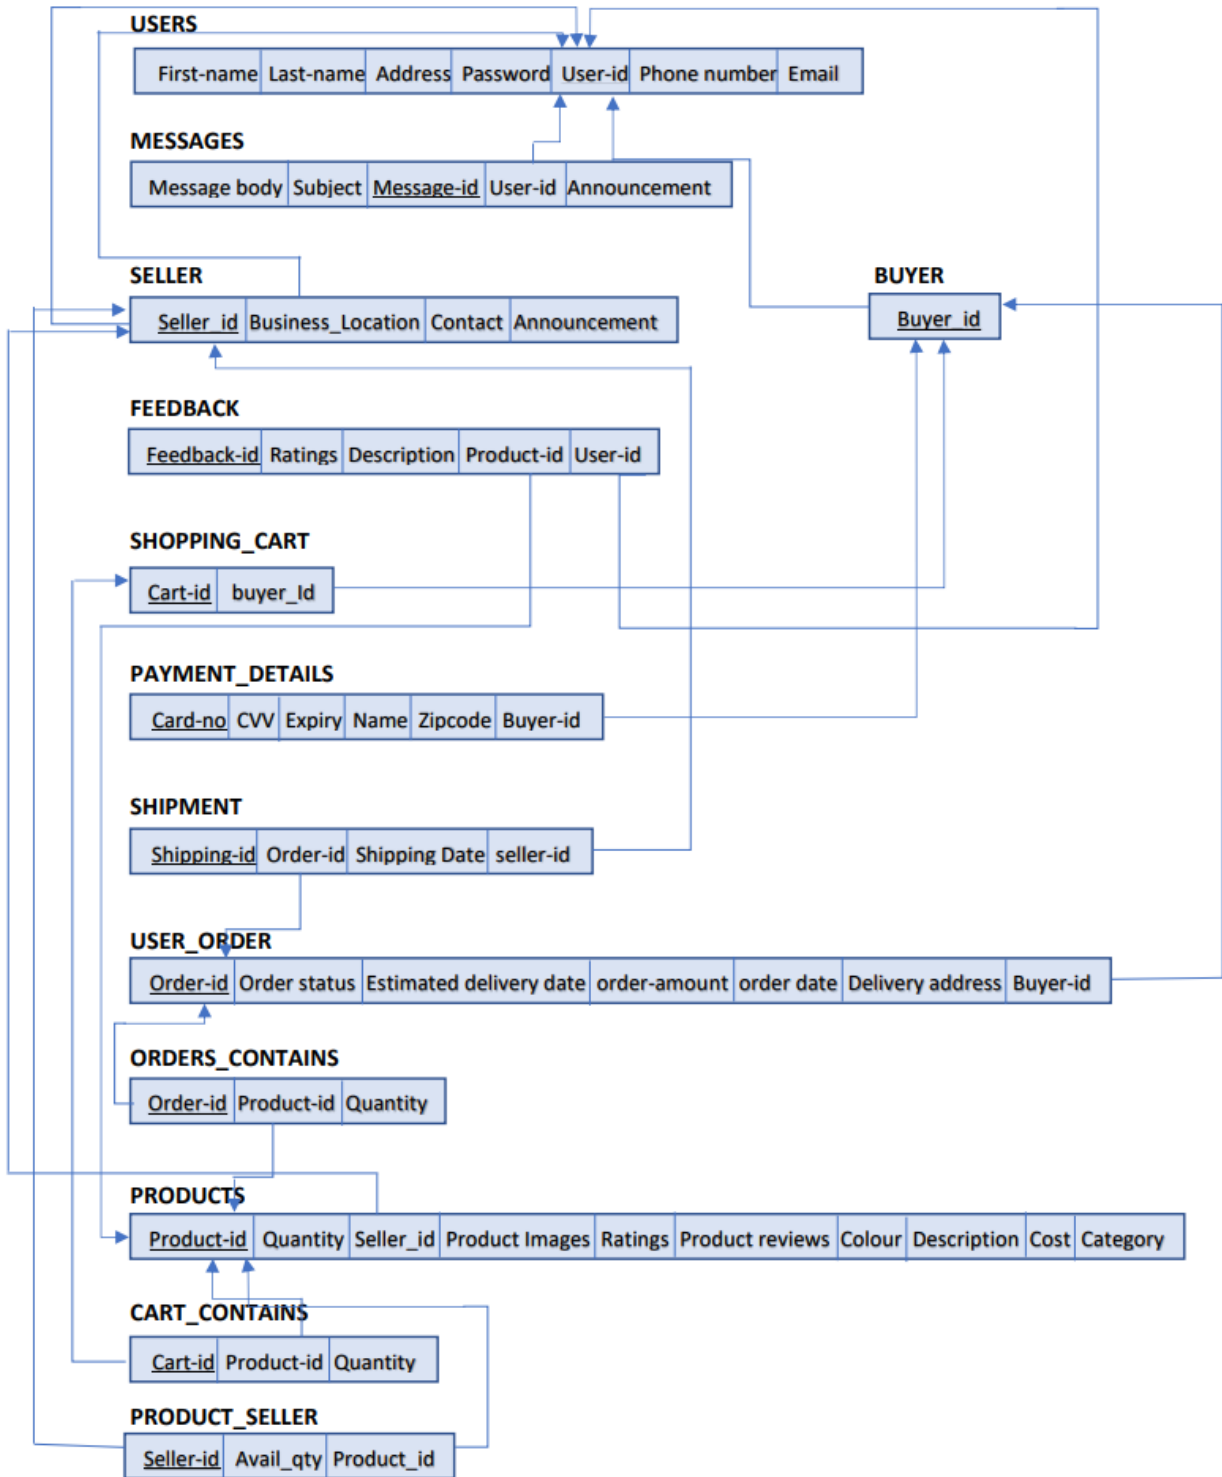 USERS
First-name Last-name Address Password User-id Phone number Email
MESSAGES
Message body Subject Message-id User-id Announcement
SELLER
BUYER
Seller_id Business_Location Contact Announcement
Buyer_id
FEEDBACK
Feedback-id Ratings Description Product-id User-id
SHOPPING_CART
Cart-id buyer_Id
PAYMENT_DETAILS
Card-no CVV Expiry Name Zipcode Buyer-id
SHIPMENT
Shipping-id Order-id Shipping Date seller-id
USER_ORDER
Order-id Order status Estimated delivery date order-amount order date Delivery address Buyer-id
ORDERS_CONTAINS
Order-id Product-id Quantity
PRODUCTS
Product-id Quantity Seller_id Product Images Ratings Product reviews Colour Description Cost Category
CART_CONTAINS
Cart-id Product-id Quantity
PRODUCT_SELLER
Seller-id Avail_qty Product_id